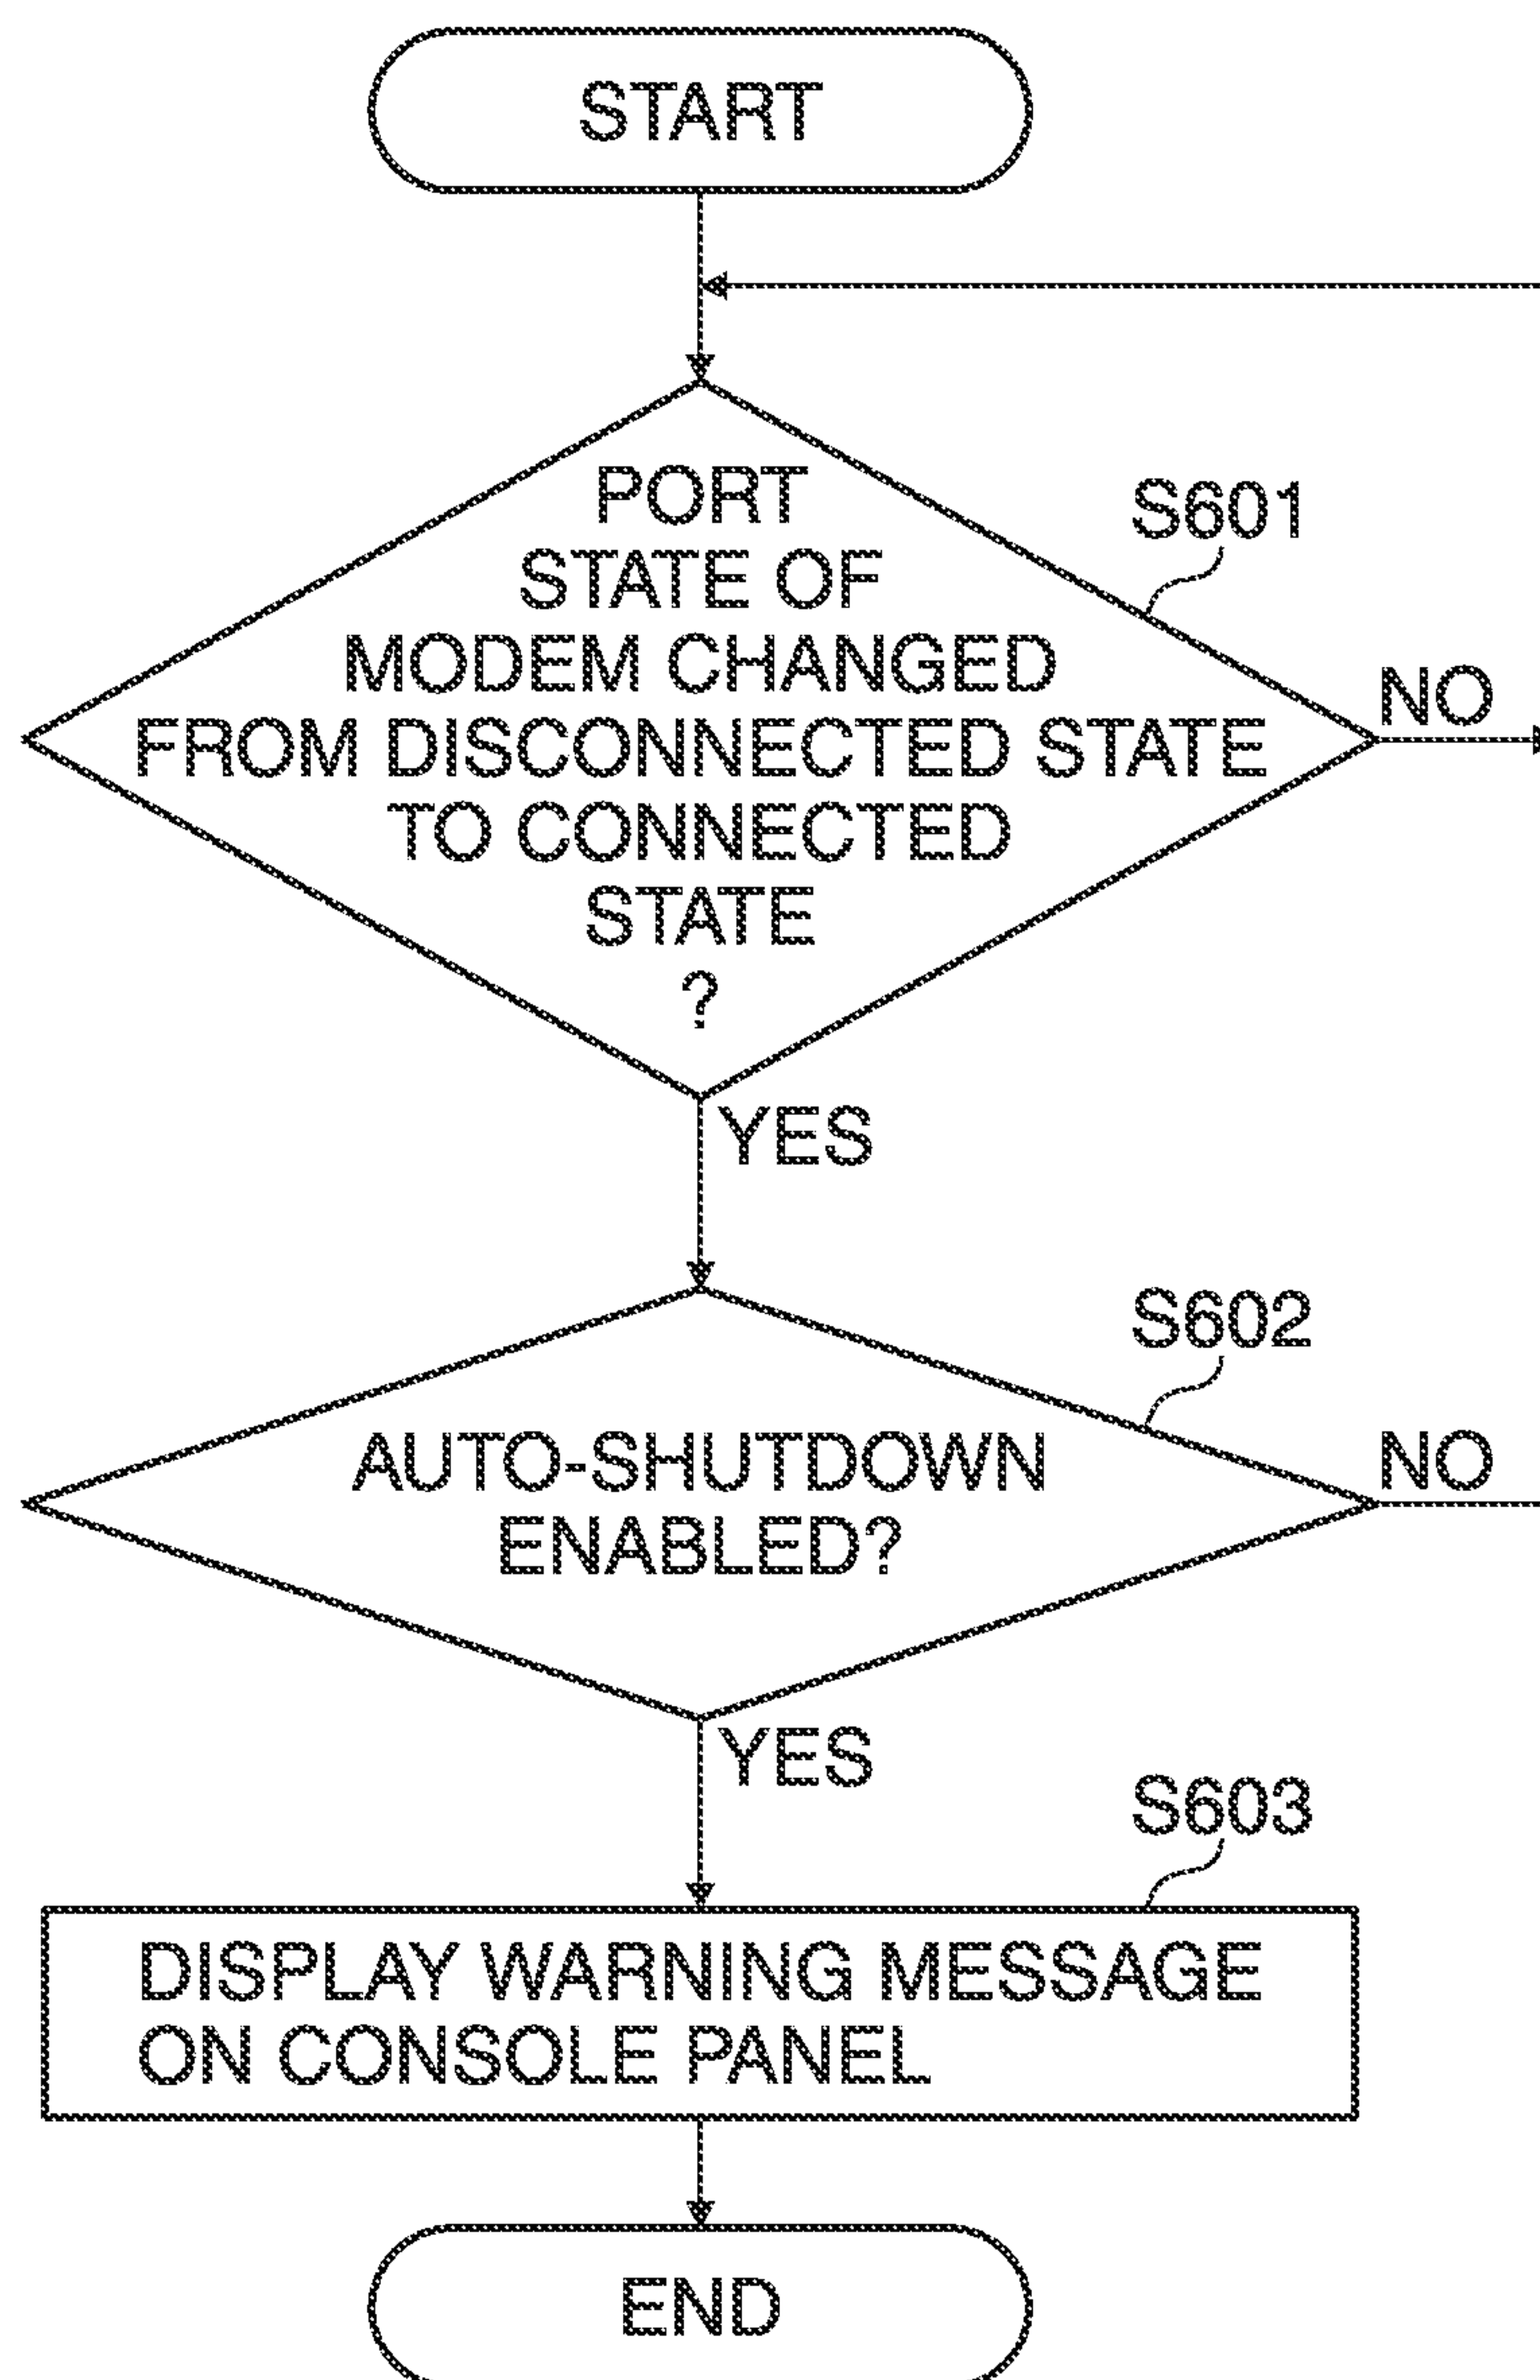 START
PORT
STATE OF
S601
MODEM CHANGED
NO
FROM DISCONNECTED STATE
TO CONNECTED
STATE
?
YES
S602
AUTO-SHUTDOWN
NO
ENABLED?
YES
S603
DISPLAY WARNING MESSAGE
ON CONSOLE PANEL
END